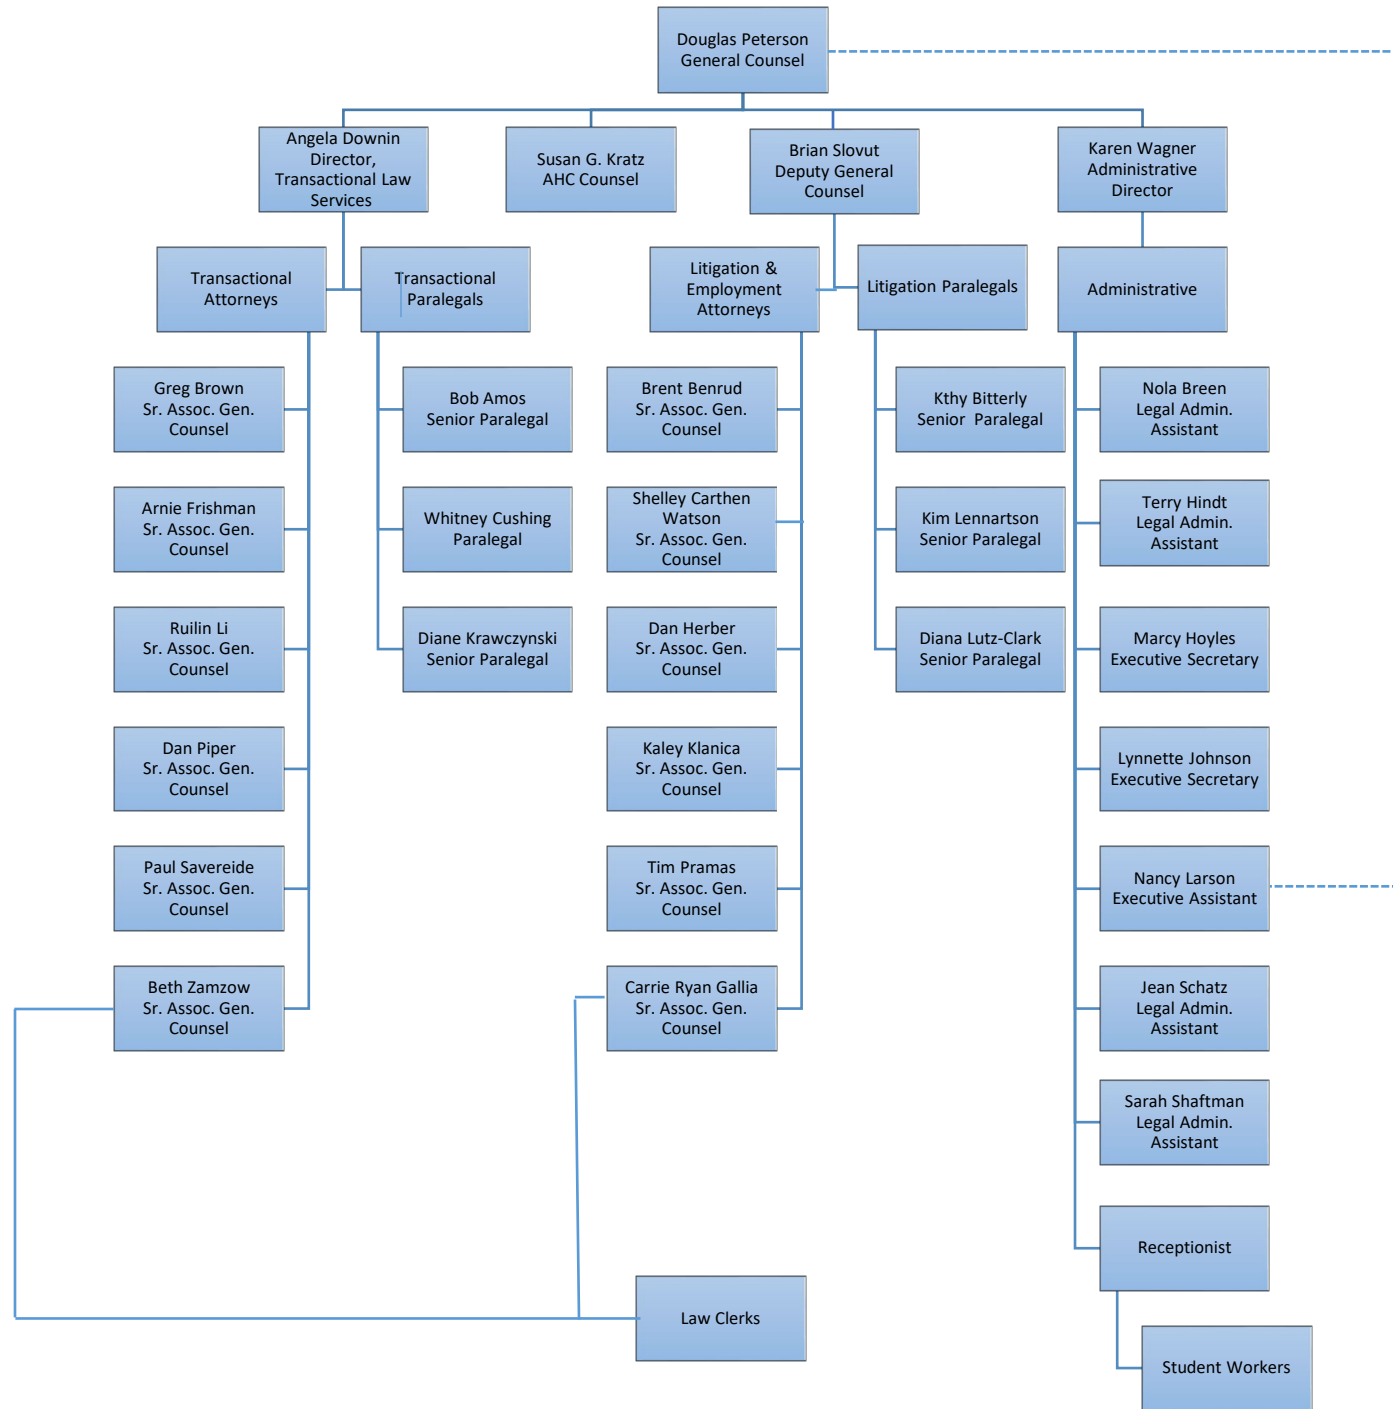 Douglas Peterson
General Counsel
Angela Downin
Director,
Transactional Law
Services
Susan G. Kratz
AHC Counsel
Brian Slovut
Deputy General
Counsel
Karen Wagner
Administrative
Director
Transactional
Attorneys
Transactional
Paralegals
Litigation &
Employment
Attorneys
Litigation Paralegals
Administrative
Greg Brown
Sr. Assoc. Gen.
Counsel
Bob Amos
Senior Paralegal
Brent Benrud
Sr. Assoc. Gen.
Counsel
Kthy Bitterly
Senior  Paralegal
Nola Breen
Legal Admin.
Assistant
Arnie Frishman
Sr. Assoc. Gen.
Counsel
Whitney Cushing
Paralegal
Shelley Carthen
Watson
Sr. Assoc. Gen.
Counsel
Kim Lennartson
Senior Paralegal
Terry Hindt
Legal Admin.
Assistant
Ruilin Li
Sr. Assoc. Gen.
Counsel
Diane Krawczynski
Senior Paralegal
Dan Herber
Sr. Assoc. Gen.
Counsel
Diana Lutz-Clark
Senior Paralegal
Marcy Hoyles
Executive Secretary
Dan Piper
Sr. Assoc. Gen.
Counsel
Kaley Klanica
Sr. Assoc. Gen.
Counsel
Lynnette Johnson
Executive Secretary
Paul Savereide
Sr. Assoc. Gen.
Counsel
Tim Pramas
Sr. Assoc. Gen.
Counsel
Nancy Larson
Executive Assistant
Beth Zamzow
Sr. Assoc. Gen.
Counsel
Carrie Ryan Gallia
Sr. Assoc. Gen.
Counsel
Jean Schatz
Legal Admin.
Assistant
Sarah Shaftman
Legal Admin.
Assistant
Receptionist
Law Clerks
Student Workers